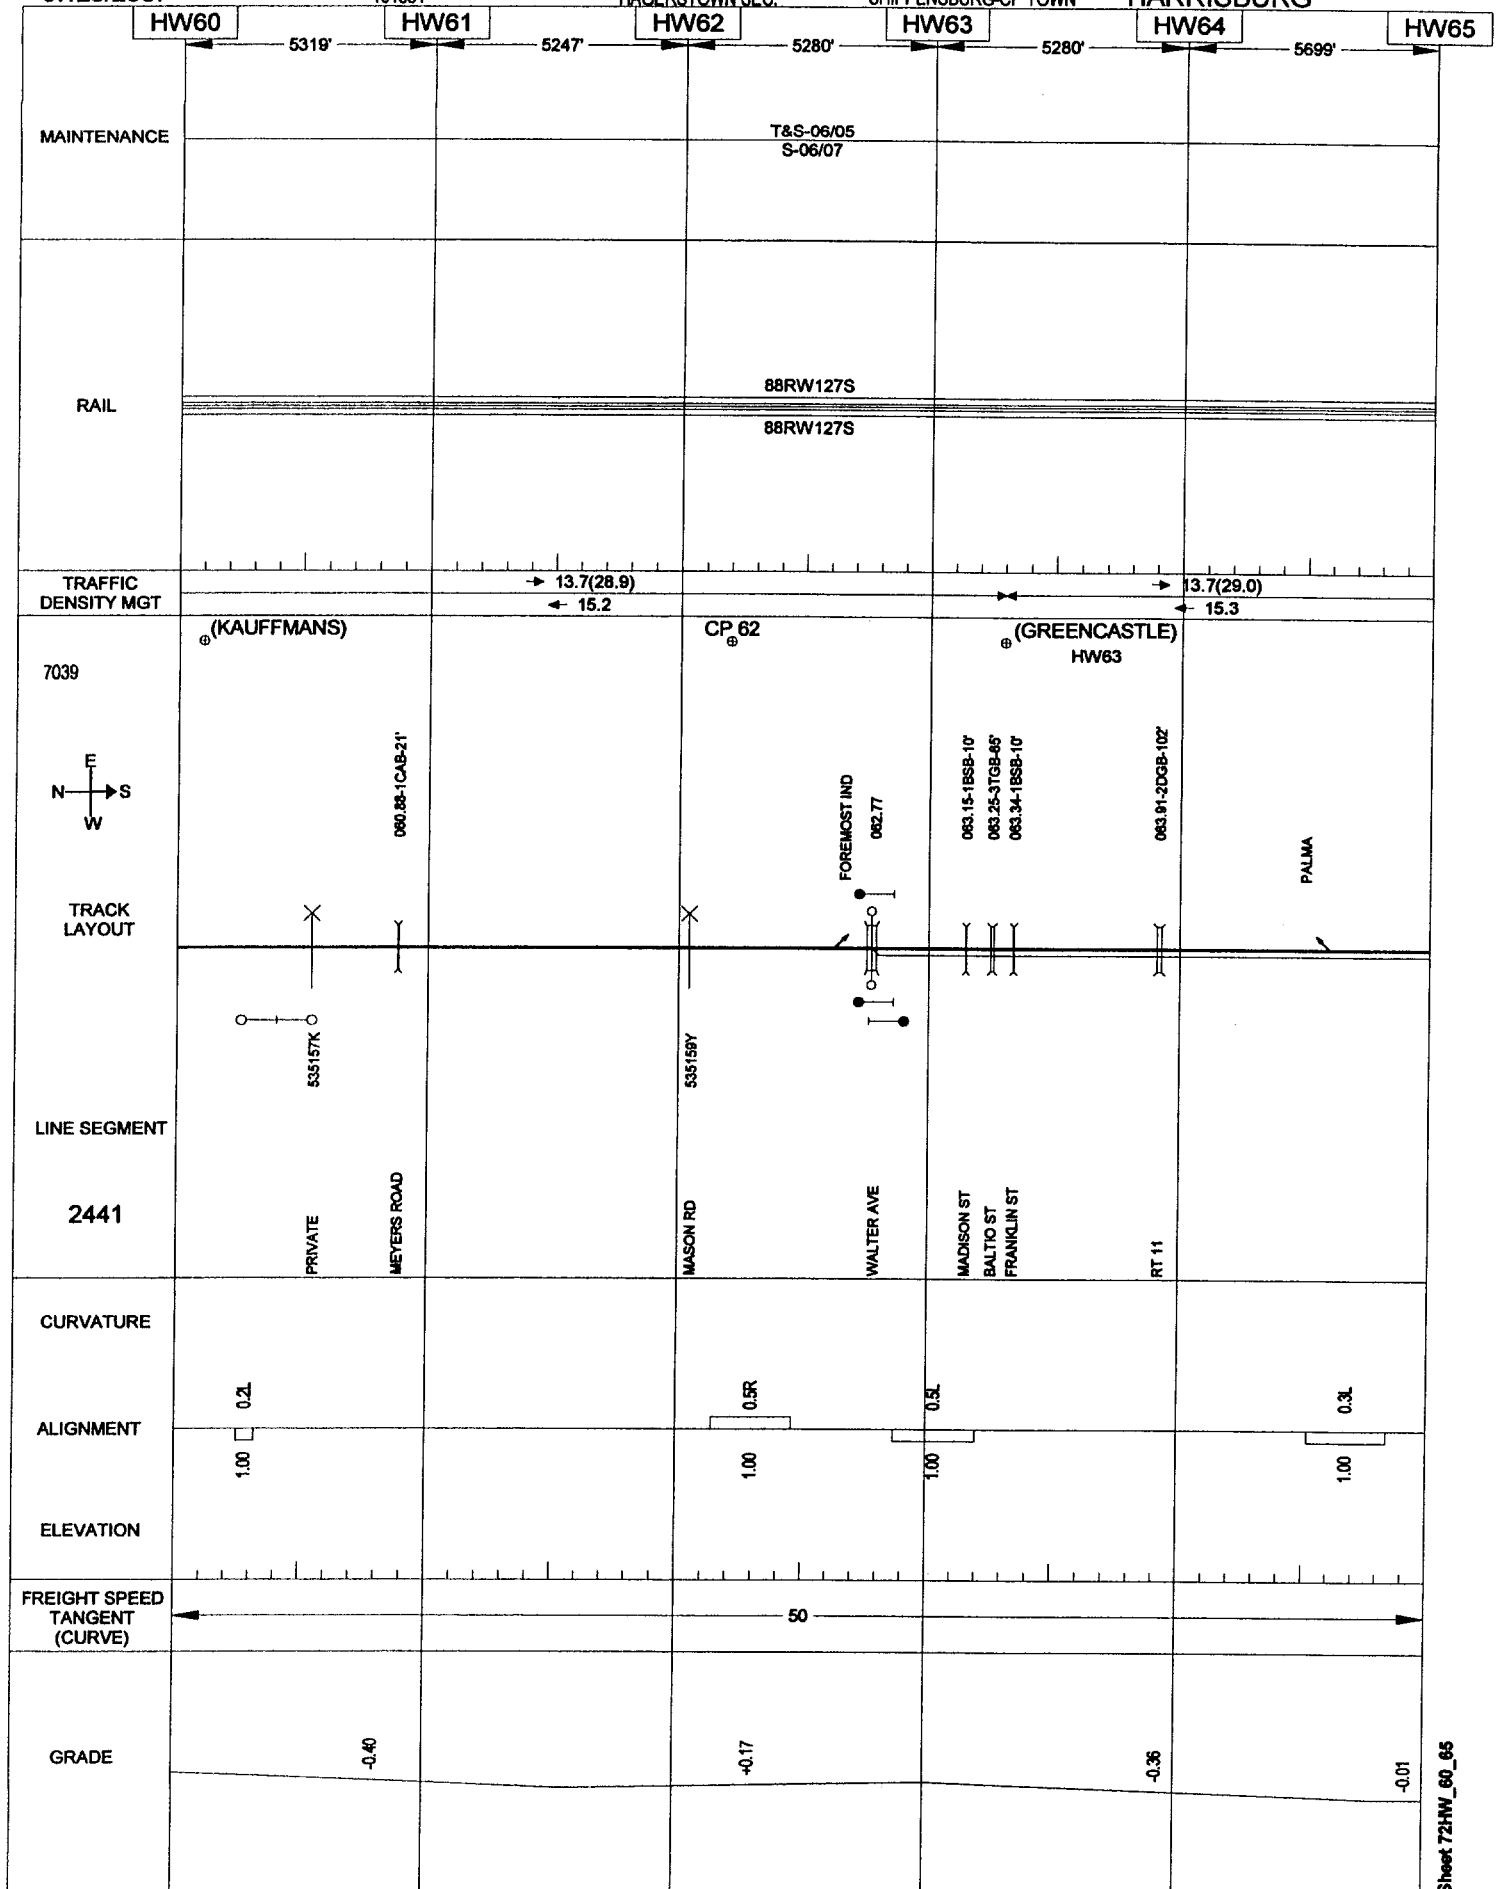 HAGERSTOWN SEC.
SHIPPENSBURG-CP TOWN
HARRISBURG
HW60 HW61 HW62 HW63 HW64 HW65
5319' 5247' 5280' 5280' 5699'
MAINTENANCE
T&S-06/05
S-06/07
RAIL
88RW127S
88RW127S
TRAFFIC
DENSITY MGT
13.7(28.9)
15.2
13.7(29.0)
15.3
(KAUFFMANS)
CP 62
(GREENCASTLE)
HW63
7039
E
N
S
W
060.88-1CAB-21'
FOREMOST IND
062.77
063.15-1BSB-10'
063.25-3TGB-65'
063.34-1BSB-10'
063.91-2DGB-102'
PALMA
TRACK
LAYOUT
535157K
535159Y
LINE SEGMENT
2441
PRIVATE
MEYERS ROAD
MASON RD
WALTER AVE
MADISON ST
BALTIO ST
FRANKLIN ST
RT 11
CURVATURE
0.2L
0.5R
0.5L
0.3L
ALIGNMENT
1.00
1.00
1.00
1.00
ELEVATION
FREIGHT SPEED
TANGENT
(CURVE)
50
GRADE
-0.40
+0.17
-0.36
-0.01
Sheet 72HW_60_65